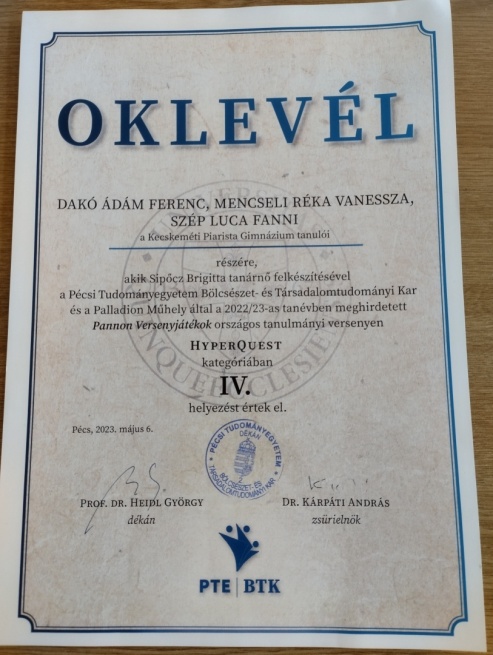 OKLEVÉL
DAKÓ ÁDÁM FERENC, MENCSELI RÉKA VANESSZA,
SZÉP LUCA FANNI
a Kecskeméti Piarista Gimnázium tanulói
részére,
akik Sipőcz Brigitta tanárnő felkészítésével
a Pécsi Tudományegyetem Bölcsészet- és Társadalomtudományi Kar
és a Palladion Műhely által a 2022/23-as tanévben meghirdetett
Pannon Versenyjátékok országos tanulmányi versenyen
HYPERQUEST
kategóriában
IV.
helyezést értek el.
Pécs, 2023. május 6.
PÉCSI TUDOMÁNYEGYETEM
DÉKÁN
BÖLCSÉSZET- ÉS
TÁRSADALOMTUDOMÁNYI KAR
PROF. DR. HEIDL GYÖRGY
dékán
DR. KÁRPÁTI ANDRÁS
zsürielnök
PTE | BTK